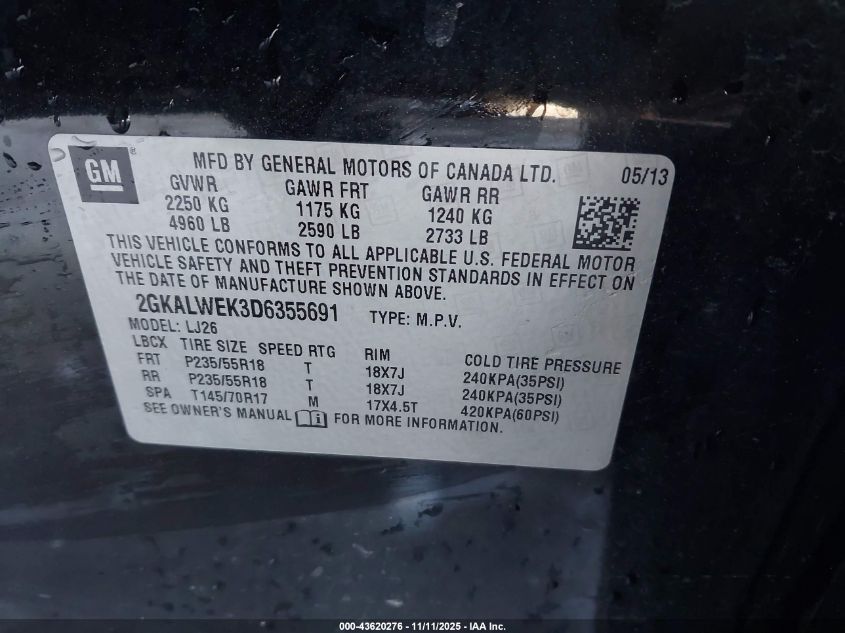 GM
MFD BY GENERAL MOTORS OF CANADA LTD. 05/13
GVWR GAWR FRT GAWR RR
2250 KG 1175 KG 1240 KG
4960 LB 2590 LB 2733 LB
THIS VEHICLE CONFORMS TO ALL APPLICABLE U.S. FEDERAL MOTOR
VEHICLE SAFETY AND THEFT PREVENTION STANDARDS IN EFFECT ON
THE DATE OF MANUFACTURE SHOWN ABOVE.
2GKALWEK3D6355691 TYPE: M.P.V.
MODEL: LJ26
LBCX TIRE SIZE SPEED RTG RIM COLD TIRE PRESSURE
FRT P235/55R18 T 18X7J 240KPA(35PSI)
RR P235/55R18 T 18X7J 240KPA(35PSI)
SPA T145/70R17 M 17X4.5T 420KPA(60PSI)
SEE OWNER'S MANUAL FOR MORE INFORMATION.
000-43620276 - 11/11/2025 - IAA Inc.